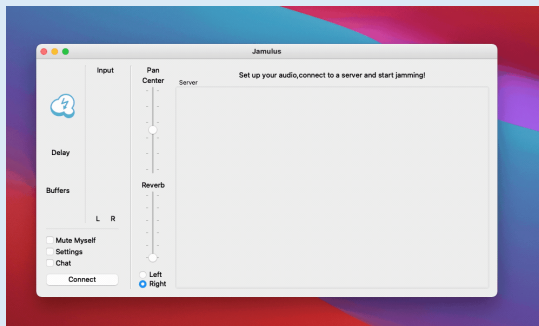 Jamulus
Input
Pan
Center
Set up your audio,connect to a server and start jamming!
Server
Delay
Buffers
Reverb
L R
Mute Myself
Settings
Chat
Connect
Left
Right